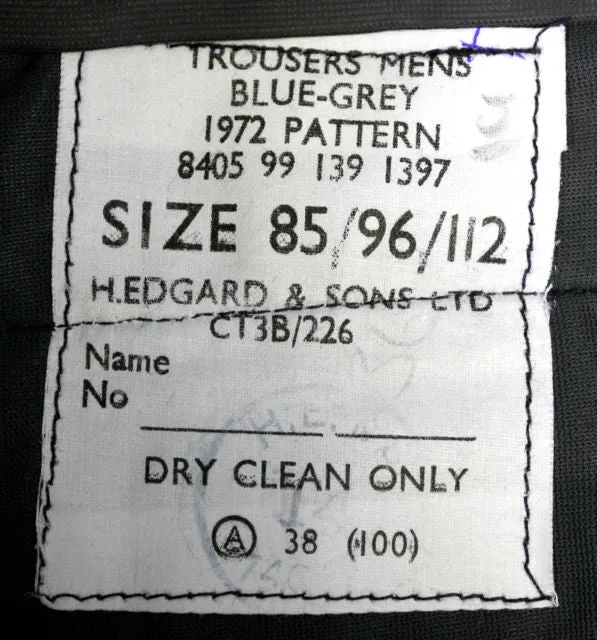 TROUSERS MENS
BLUE-GREY
1972 PATTERN
8405 99 139 1397
SIZE 85/96/112
H.EDGARD & SONS LTD
CT3B/226
Name
No
DRY CLEAN ONLY
Ⓐ 38 (100)